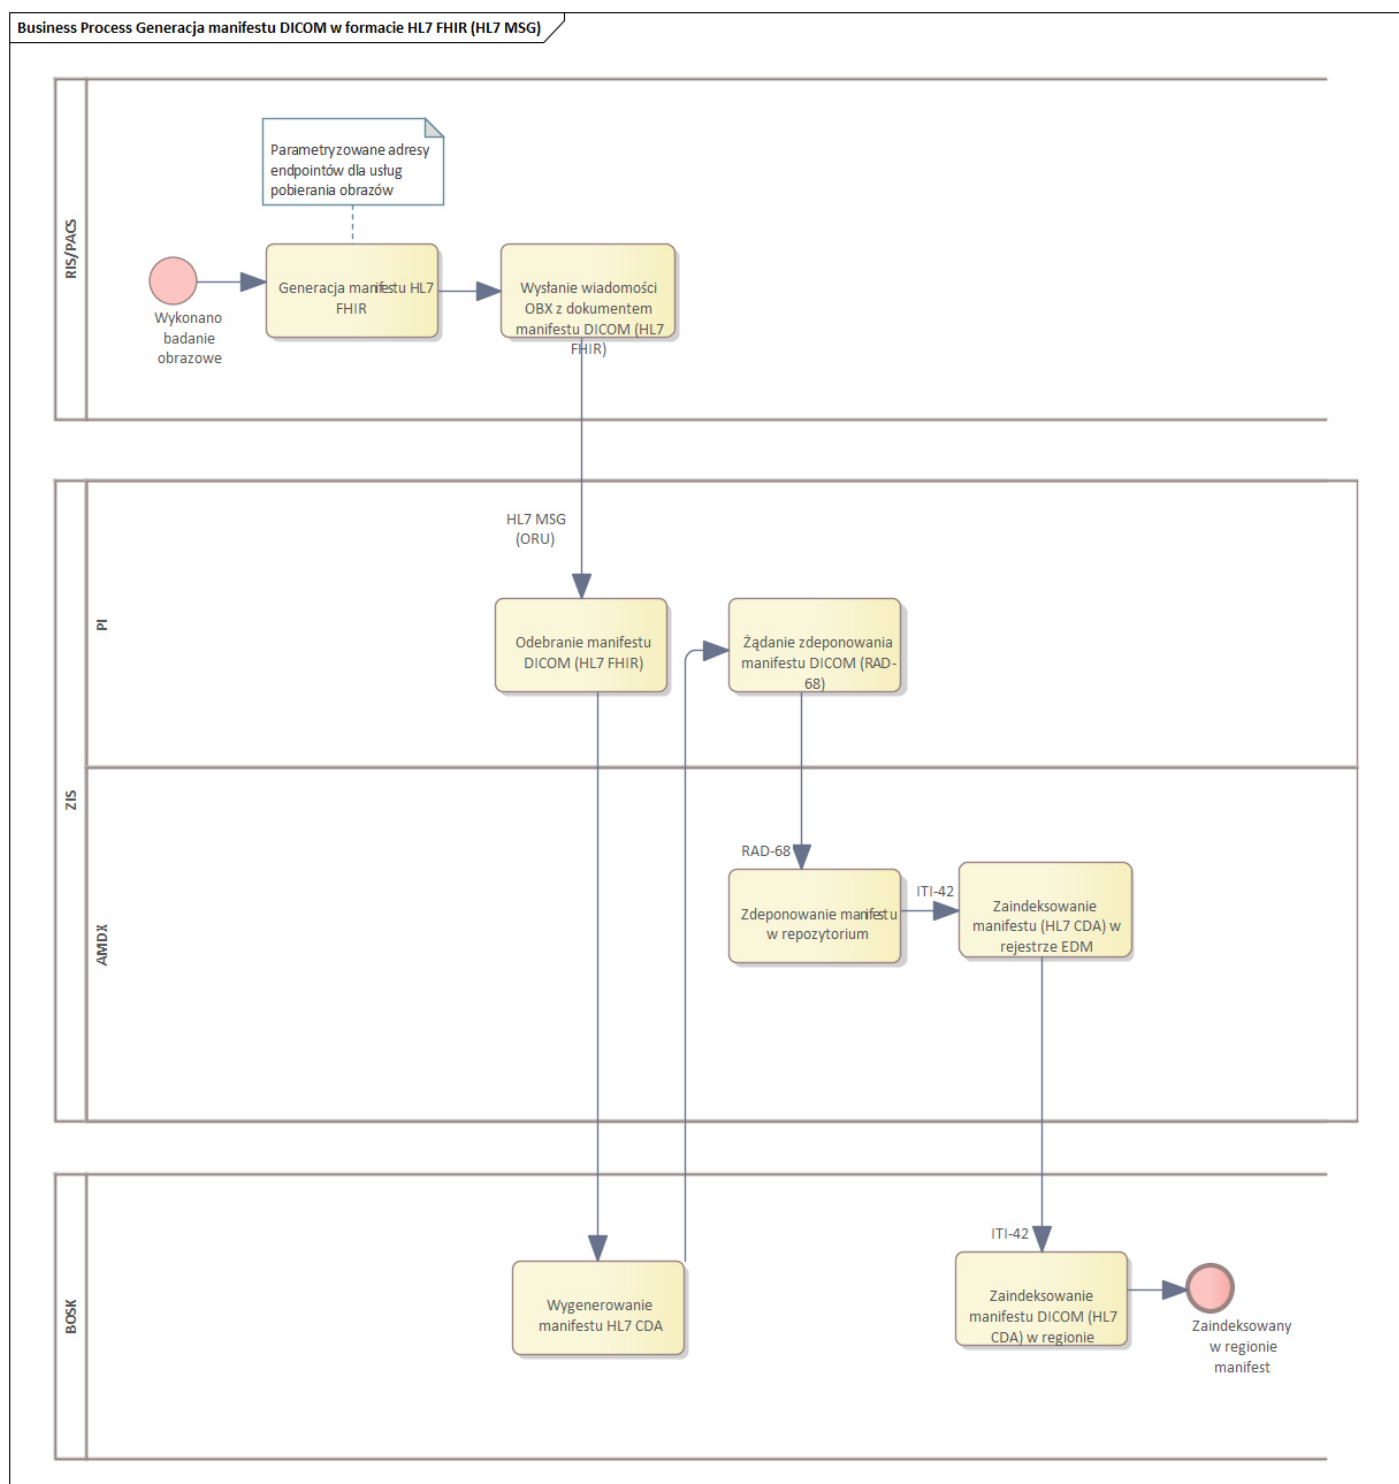 Business Process Generacja manifestu DICOM w formacie HL7 FHIR (HL7 MSG)
RIS/PACS
Parametryzowane adresy
endpointów dla usług
pobierania obrazów
Wykonano
badanie
obrazowe
Generacja manifestu HL7
FHIR
Wysłanie wiadomości
OBX z dokumentem
manifestu DICOM (HL7
FHIR)
ZIS
PI
HL7 MSG
(ORU)
Odebranie manifestu
DICOM (HL7 FHIR)
Żądanie zdeponowania
manifestu DICOM (RAD-
68)
AMDX
RAD-68
Zdeponowanie manifestu
w repozytorium
ITI-42
Zaindeksowanie
manifestu (HL7 CDA) w
rejestrze EDM
BOSK
Wygenerowanie
manifestu HL7 CDA
ITI-42
Zaindeksowanie
manifestu DICOM (HL7
CDA) w regionie
Zaindeksowany
w regionie
manifest